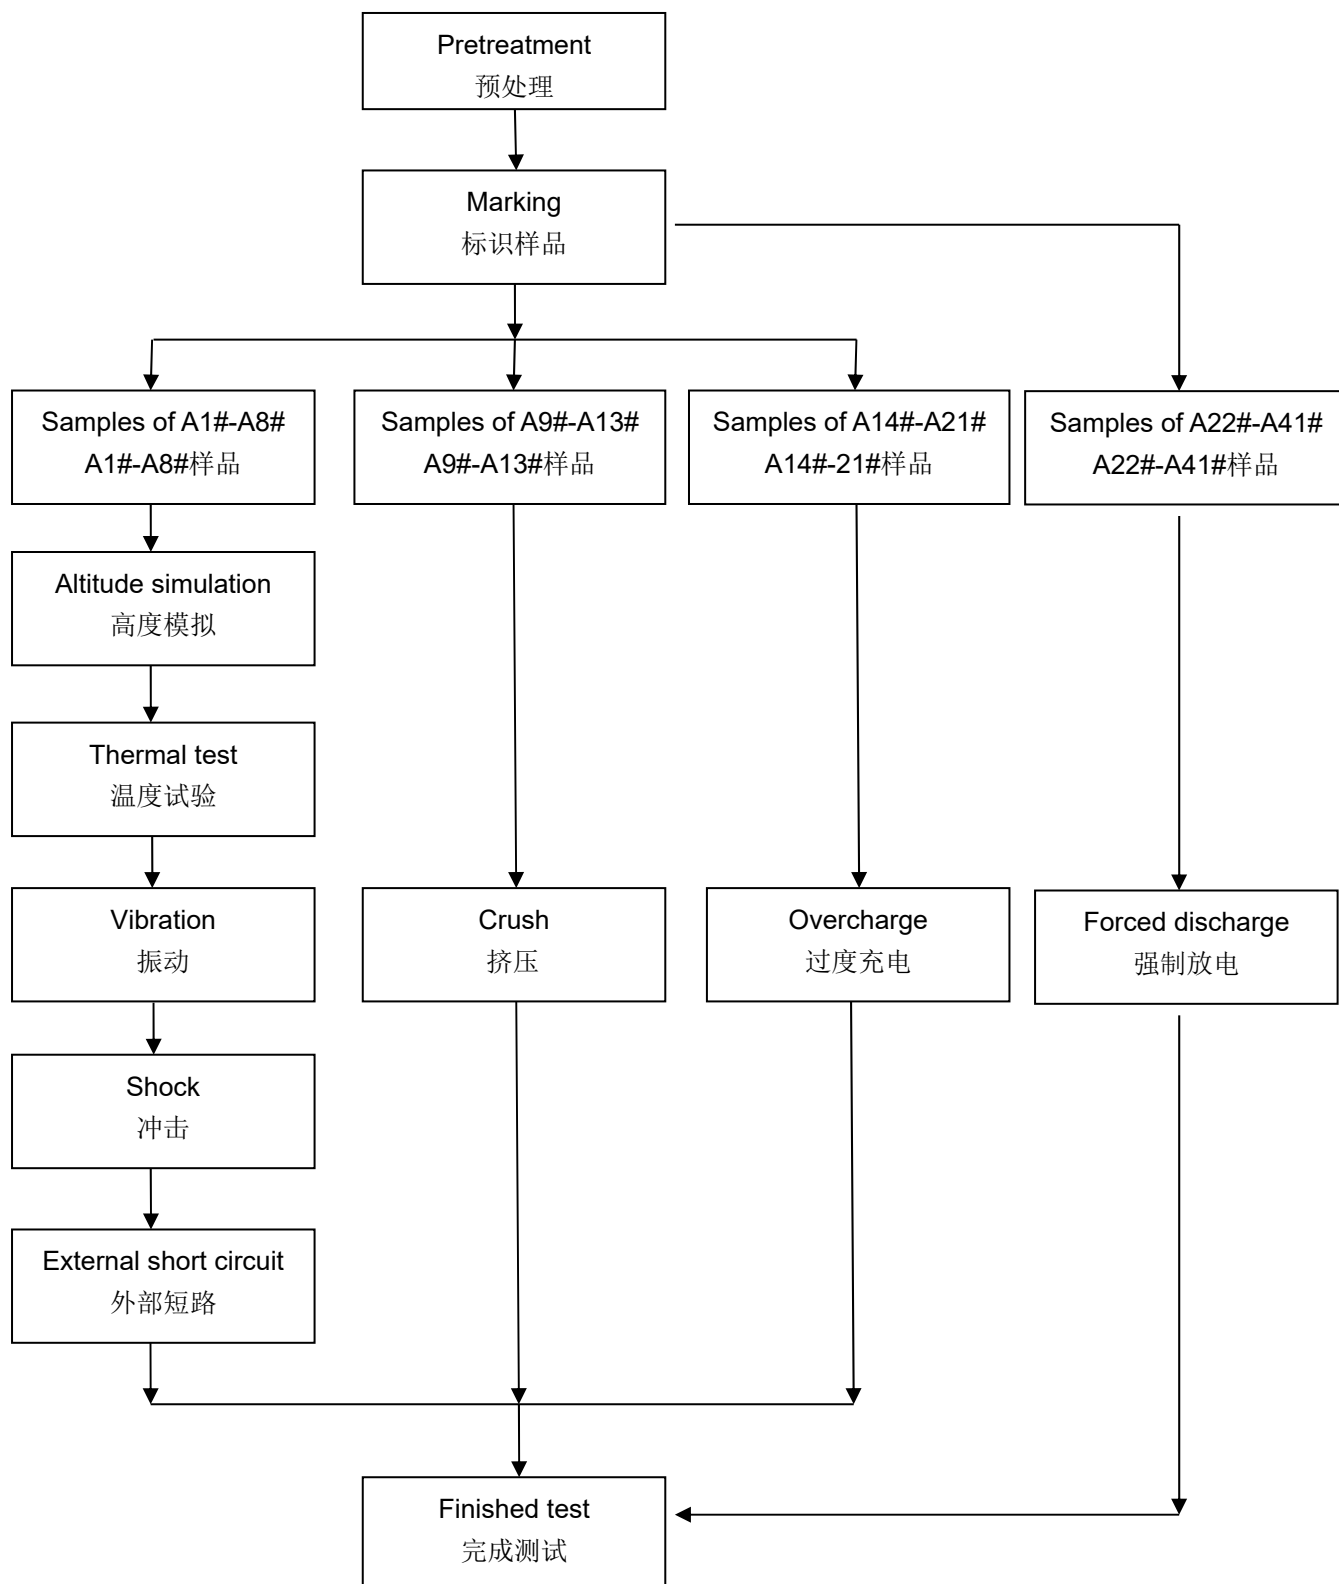 Pretreatment
预处理
Marking
标识样品
Samples of A1#-A8#
A1#-A8#样品
Samples of A9#-A13#
A9#-A13#样品
Samples of A14#-A21#
A14#-21#样品
Samples of A22#-A41#
A22#-A41#样品
Altitude simulation
高度模拟
Thermal test
温度试验
Vibration
振动
Crush
挤压
Overcharge
过度充电
Forced discharge
强制放电
Shock
冲击
External short circuit
外部短路
Finished test
完成测试